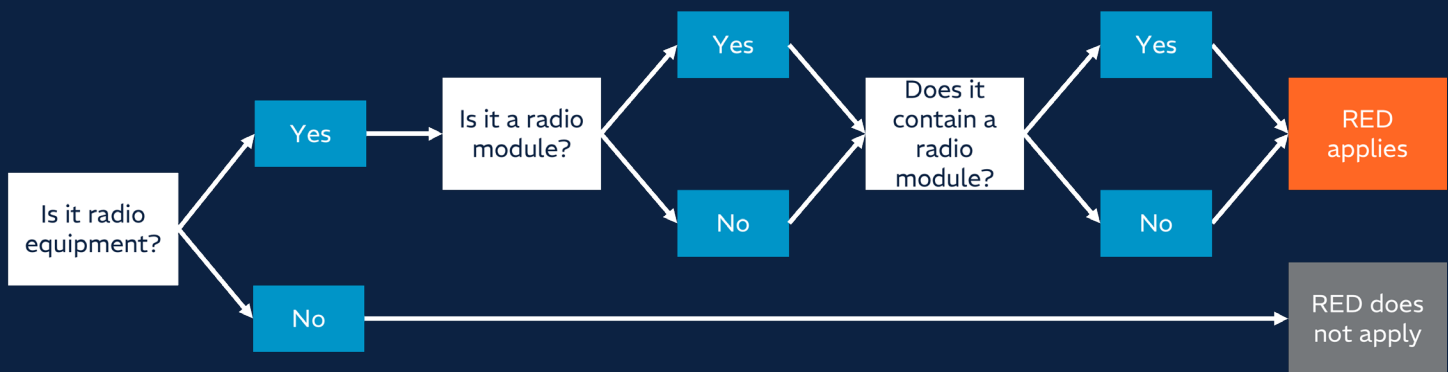 Is it radio
equipment?
Yes
No
Is it a radio
module?
Yes
No
Does it
contain a
radio
module?
Yes
No
RED
applies
RED does
not apply